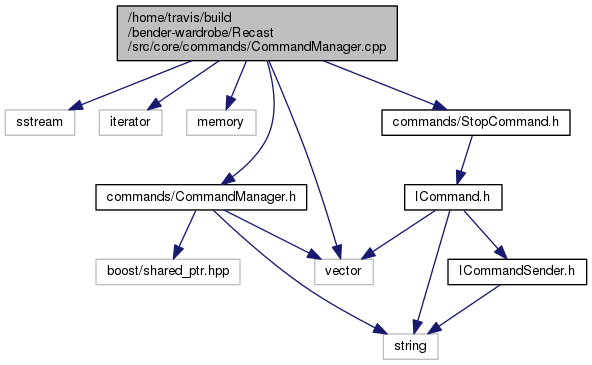 /home/travis/build
/bender-wardrobe/Recast
/src/core/commands/CommandManager.cpp
sstream
iterator
memory
commands/StopCommand.h
commands/CommandManager.h
ICommand.h
boost/shared_ptr.hpp
vector
ICommandSender.h
string